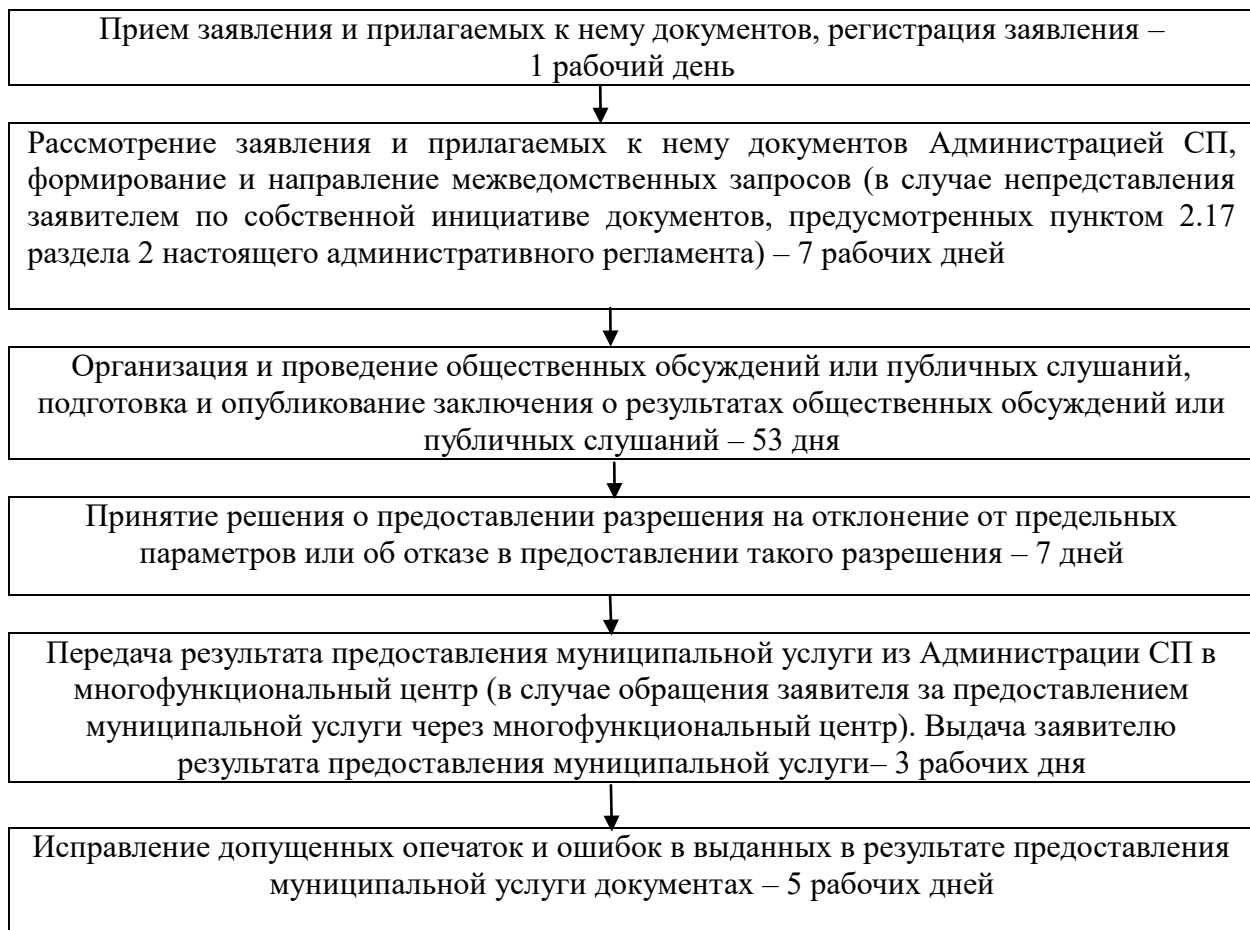 Прием заявления и прилагаемых к нему документов, регистрация заявления –
1 рабочий день
Рассмотрение заявления и прилагаемых к нему документов Администрацией СП,
формирование и направление межведомственных запросов (в случае непредставления
заявителем по собственной инициативе документов, предусмотренных пунктом 2.17
раздела 2 настоящего административного регламента) – 7 рабочих дней
Организация и проведение общественных обсуждений или публичных слушаний,
подготовка и опубликование заключения о результатах общественных обсуждений или
публичных слушаний – 53 дня
Принятие решения о предоставлении разрешения на отклонение от предельных
параметров или об отказе в предоставлении такого разрешения – 7 дней
Передача результата предоставления муниципальной услуги из Администрации СП в
многофункциональный центр (в случае обращения заявителя за предоставлением
муниципальной услуги через многофункциональный центр). Выдача заявителю
результата предоставления муниципальной услуги– 3 рабочих дня
Исправление допущенных опечаток и ошибок в выданных в результате предоставления
муниципальной услуги документах – 5 рабочих дней